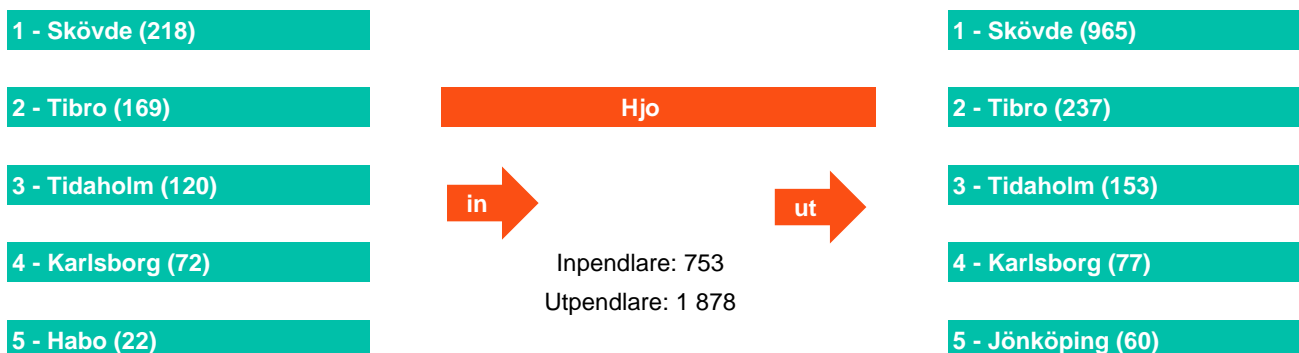 1 - Skövde (218)
2 - Tibro (169)
3 - Tidaholm (120)
4 - Karlsborg (72)
5 - Habo (22)
Hjo
in
ut
Inpendlare: 753
Utpendlare: 1 878
1 - Skövde (965)
2 - Tibro (237)
3 - Tidaholm (153)
4 - Karlsborg (77)
5 - Jönköping (60)